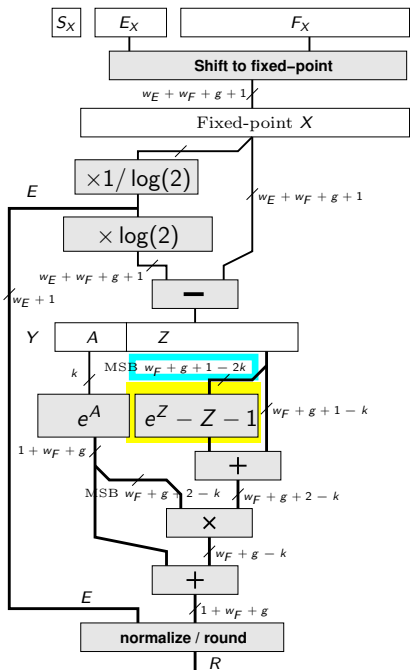 S_X E_X F_X
Shift to fixed–point
w_E + w_F + g + 1
Fixed-point X
×1/ log(2)
E
w_E + w_F + g + 1
× log(2)
w_E + w_F + g + 1
w_E + 1
−
Y A Z
MSB w_F + g + 1 − 2k
k
e^A e^Z − Z − 1
w_F + g + 1 − k
1 + w_F + g
+
MSB w_F + g + 2 − k
w_F + g + 2 − k
×
w_F + g − k
+
E
1 + w_F + g
normalize / round
R